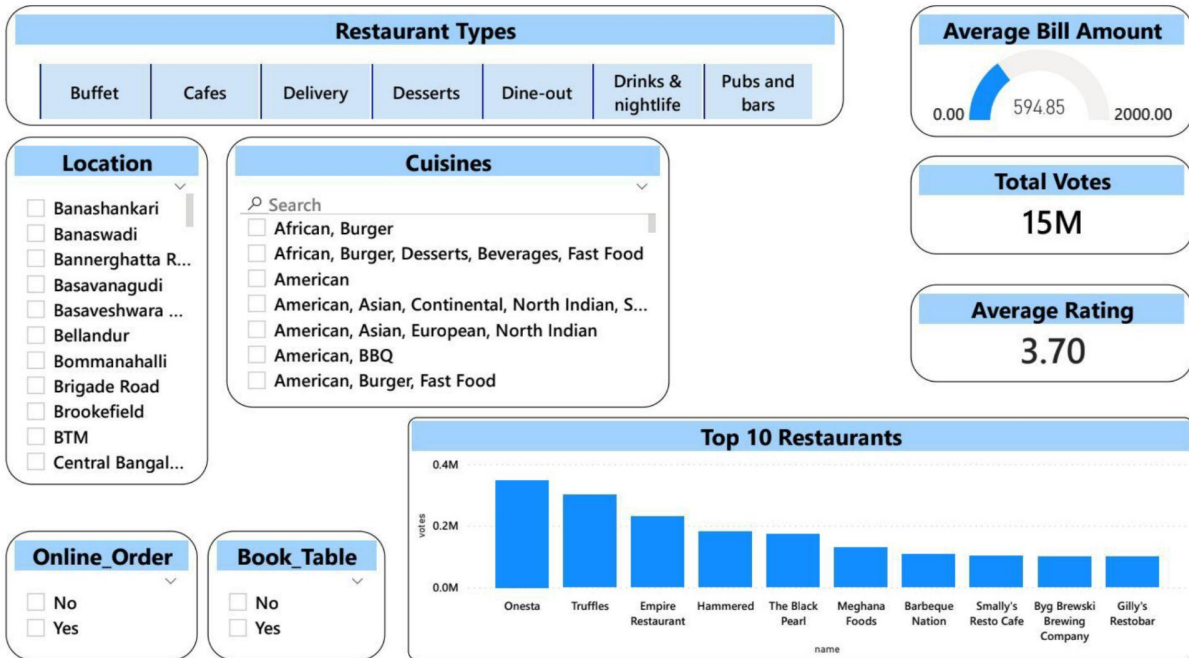 Restaurant Types
Buffet
Cafes
Delivery
Desserts
Dine-out
Drinks &
nightlife
Pubs and
bars
Average Bill Amount
0.00
594.85
2000.00
Location
Banashankari
Banaswadi
Bannerghatta R...
Basavanagudi
Basaveshwara ...
Bellandur
Bommanahalli
Brigade Road
Brookefield
BTM
Central Bangal...
Cuisines
Search
African, Burger
African, Burger, Desserts, Beverages, Fast Food
American
American, Asian, Continental, North Indian, S...
American, Asian, European, North Indian
American, BBQ
American, Burger, Fast Food
Total Votes
15M
Average Rating
3.70
Top 10 Restaurants
0.4M
0.2M
0.0M
votes
Onesta
Truffles
Empire
Restaurant
Hammered
The Black
Pearl
Meghana
Foods
Barbeque
Nation
Smally's
Resto Cafe
Byg Brewski
Brewing
Company
Gilly's
Restobar
name
Online_Order
No
Yes
Book_Table
No
Yes